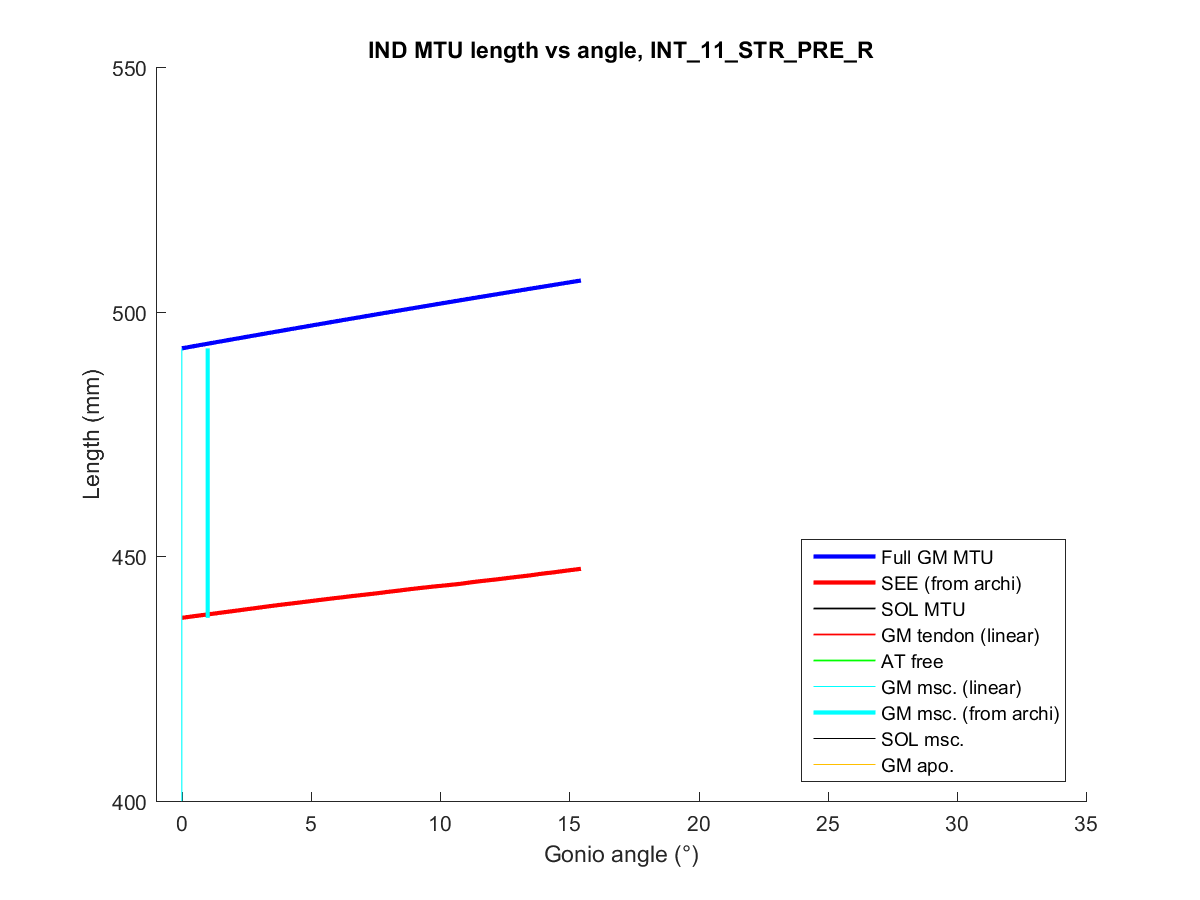 IND MTU length vs angle, INT_11_STR_PRE_R
550
500
450
400
Length (mm)
0 5 10 15 20 25 30 35
Gonio angle (°)
Full GM MTU
SEE (from archi)
SOL MTU
GM tendon (linear)
AT free
GM msc. (linear)
GM msc. (from archi)
SOL msc.
GM apo.